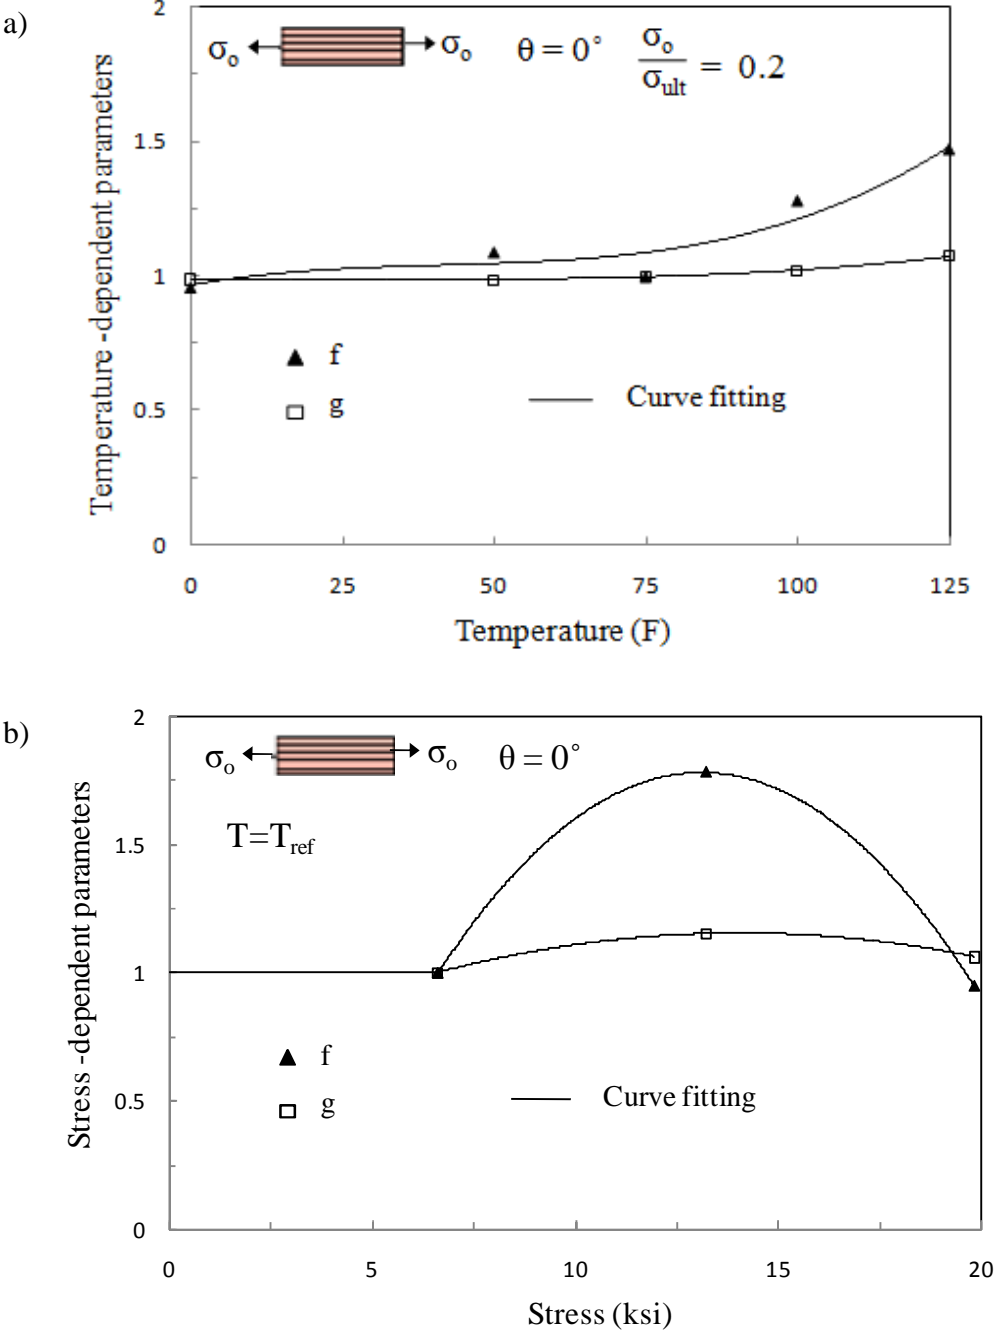 a)
2
σo σo θ = 0° σo/σult = 0.2
1.5
1
0.5
0
Temperature -dependent parameters
f
g
Curve fitting
0 25 50 75 100 125
Temperature (F)
b)
2
σo σo θ = 0°
T=Tref
1.5
1
0.5
0
Stress -dependent parameters
f
g
Curve fitting
0 5 10 15 20
Stress (ksi)